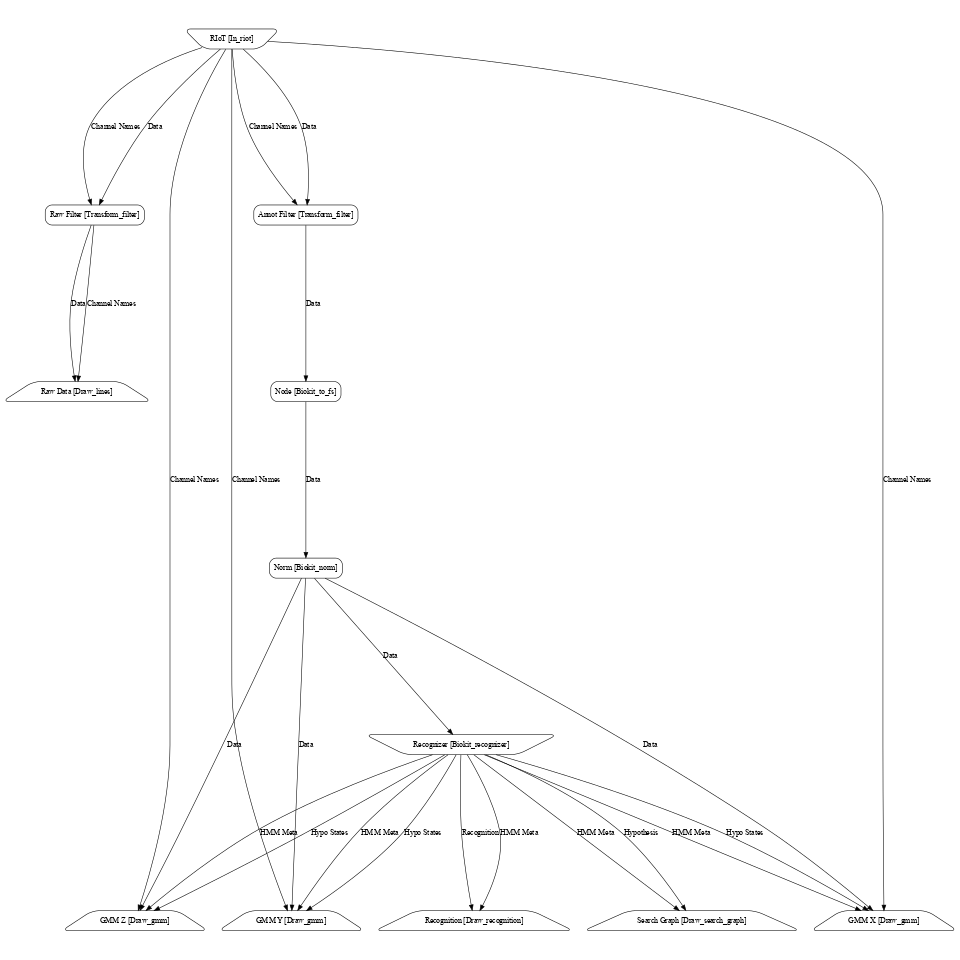 RIoT [In_riot]
Channel Names
Data
Channel Names
Data
Raw Filter [Transform_filter]
Annot Filter [Transform_filter]
Data
Channel Names
Data
Raw Data [Draw_lines]
Node [Biokit_to_fs]
Channel Names
Channel Names
Data
Channel Names
Norm [Biokit_norm]
Data
Data
Data
Recognizer [Biokit_recognizer]
Data
HMM Meta
Hypo States
HMM Meta
Hypo States
Recognition
HMM Meta
HMM Meta
Hypothesis
HMM Meta
Hypo States
GMM Z [Draw_gmm]
GMM Y [Draw_gmm]
Recognition [Draw_recognition]
Search Graph [Draw_search_graph]
GMM X [Draw_gmm]